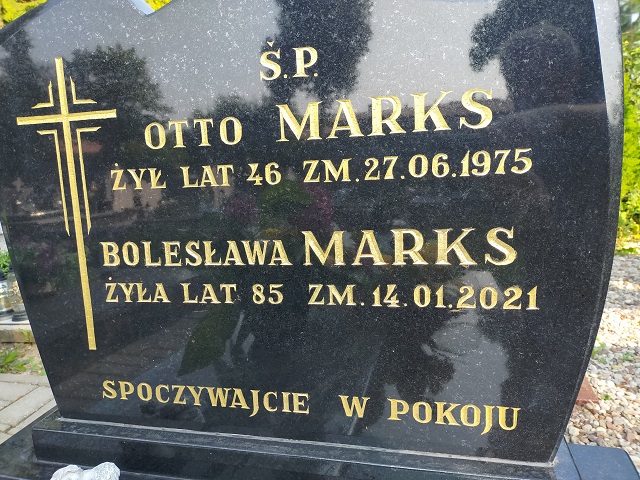 Ś.P.
OTTO MARKS
ŻYŁ LAT 46 ZM. 27.06.1975
BOLESŁAWA MARKS
ŻYŁA LAT 85 ZM. 14.01.2021
SPOCZYWAJCIE W POKOJU